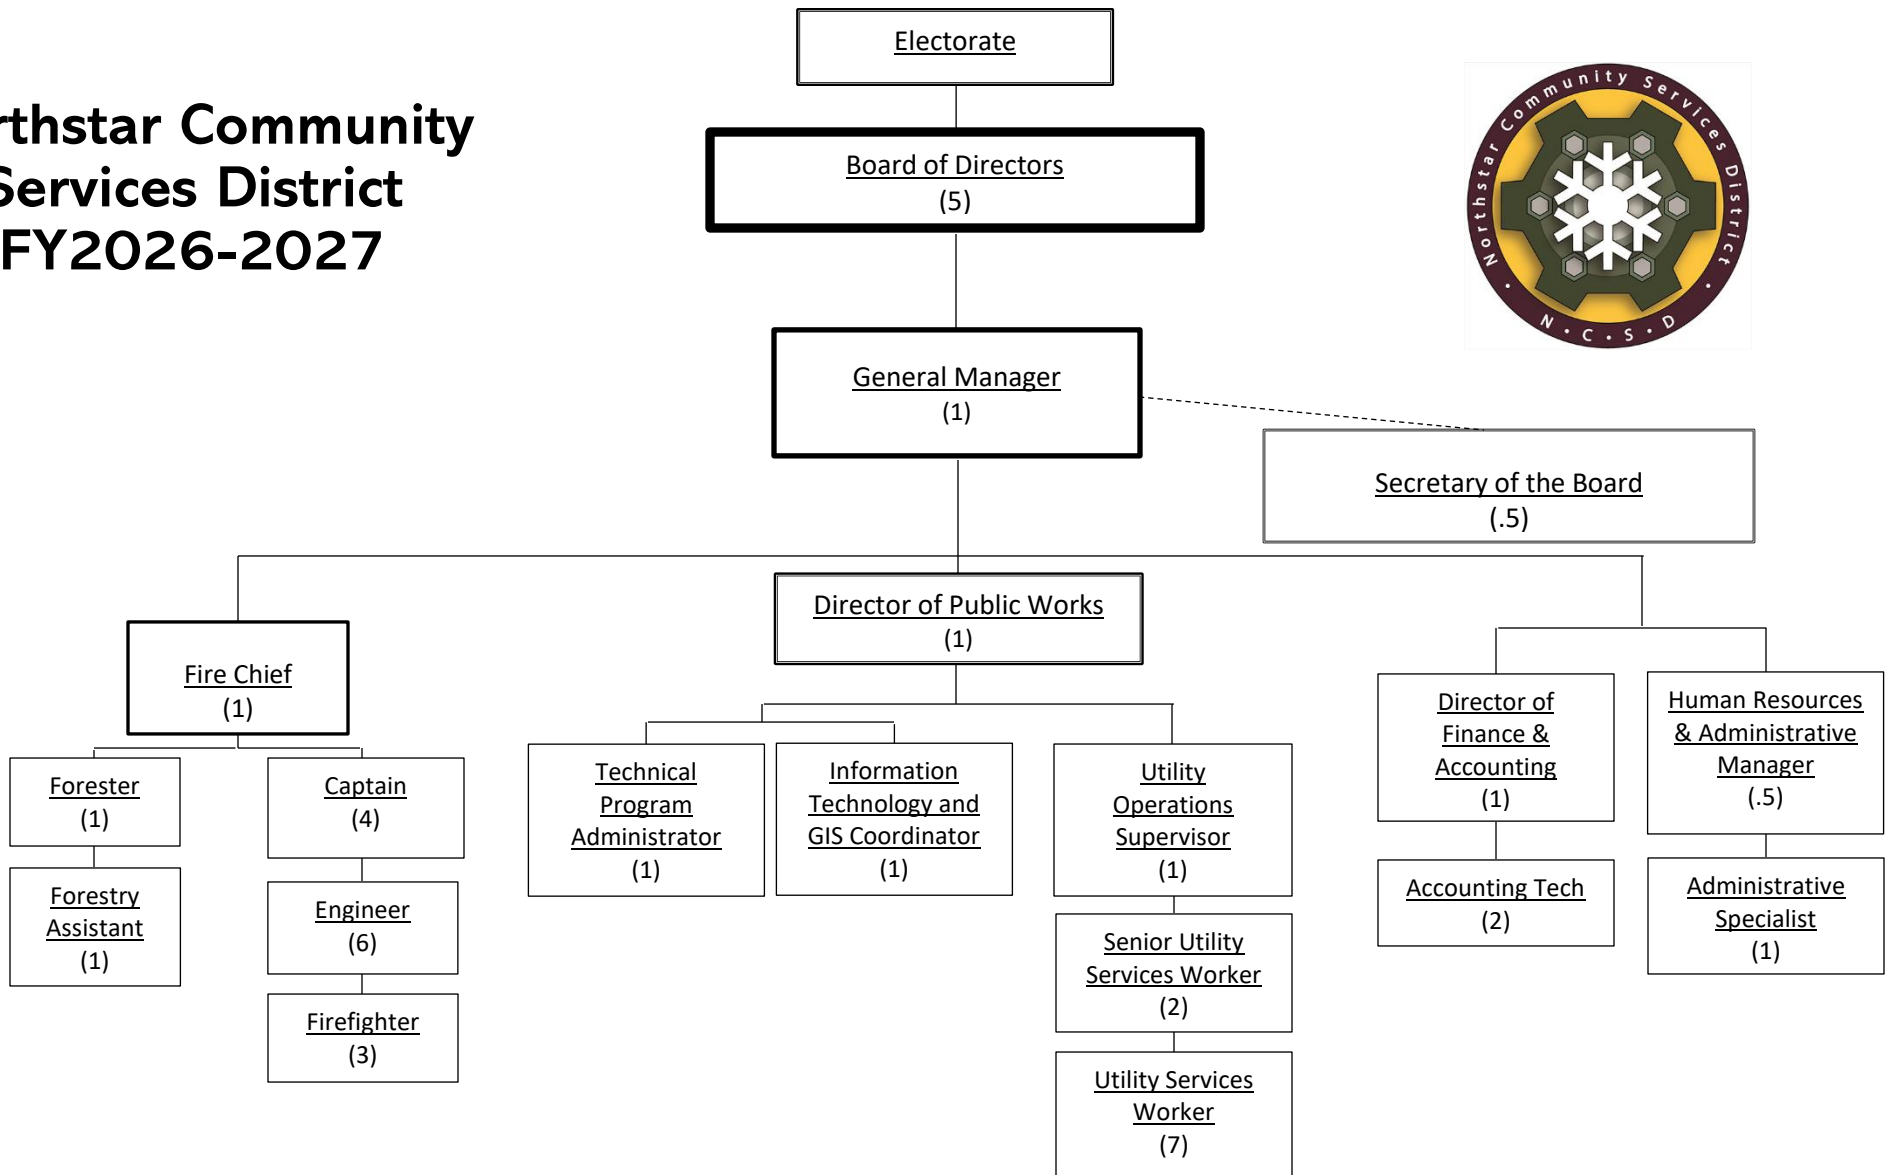 rthstar Community
Services District
FY2026-2027
Electorate
Board of Directors
(5)
Northstar Community Services District
N · C · S · D
General Manager
(1)
Secretary of the Board
(.5)
Director of Public Works
(1)
Fire Chief
(1)
Forester
(1)
Forestry
Assistant
(1)
Captain
(4)
Engineer
(6)
Firefighter
(3)
Technical
Program
Administrator
(1)
Information
Technology and
GIS Coordinator
(1)
Utility
Operations
Supervisor
(1)
Senior Utility
Services Worker
(2)
Utility Services
Worker
(7)
Director of
Finance &
Accounting
(1)
Accounting Tech
(2)
Human Resources
& Administrative
Manager
(.5)
Administrative
Specialist
(1)